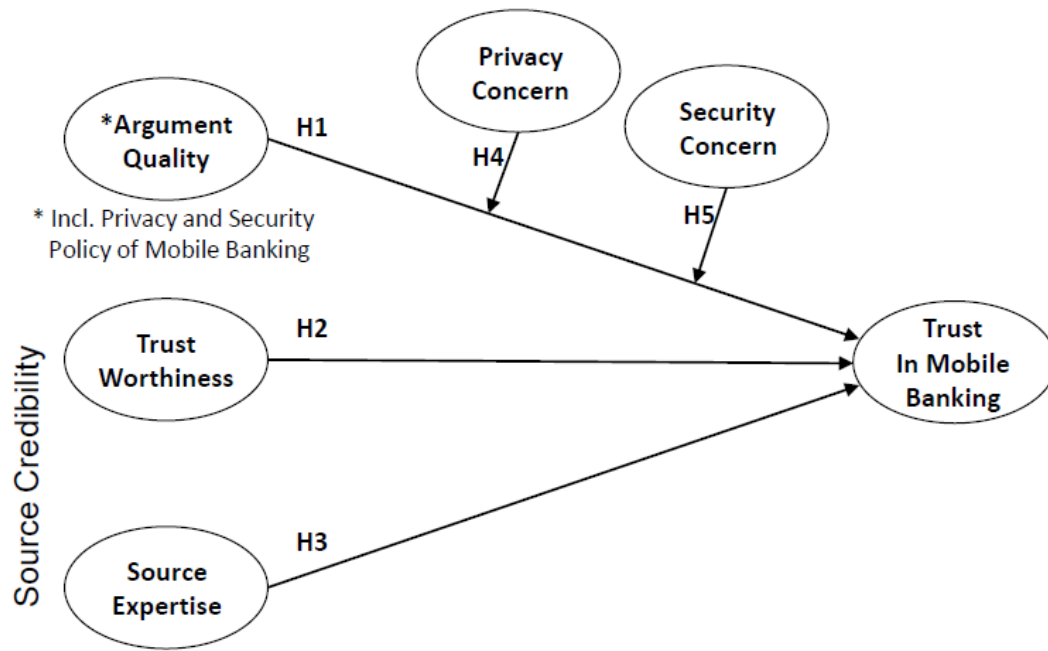 Privacy
Concern
Security
Concern
*Argument
Quality
H1
H4
H5
* Incl. Privacy and Security
Policy of Mobile Banking
Source Credibility
Trust
Worthiness
H2
Trust
In Mobile
Banking
H3
Source
Expertise